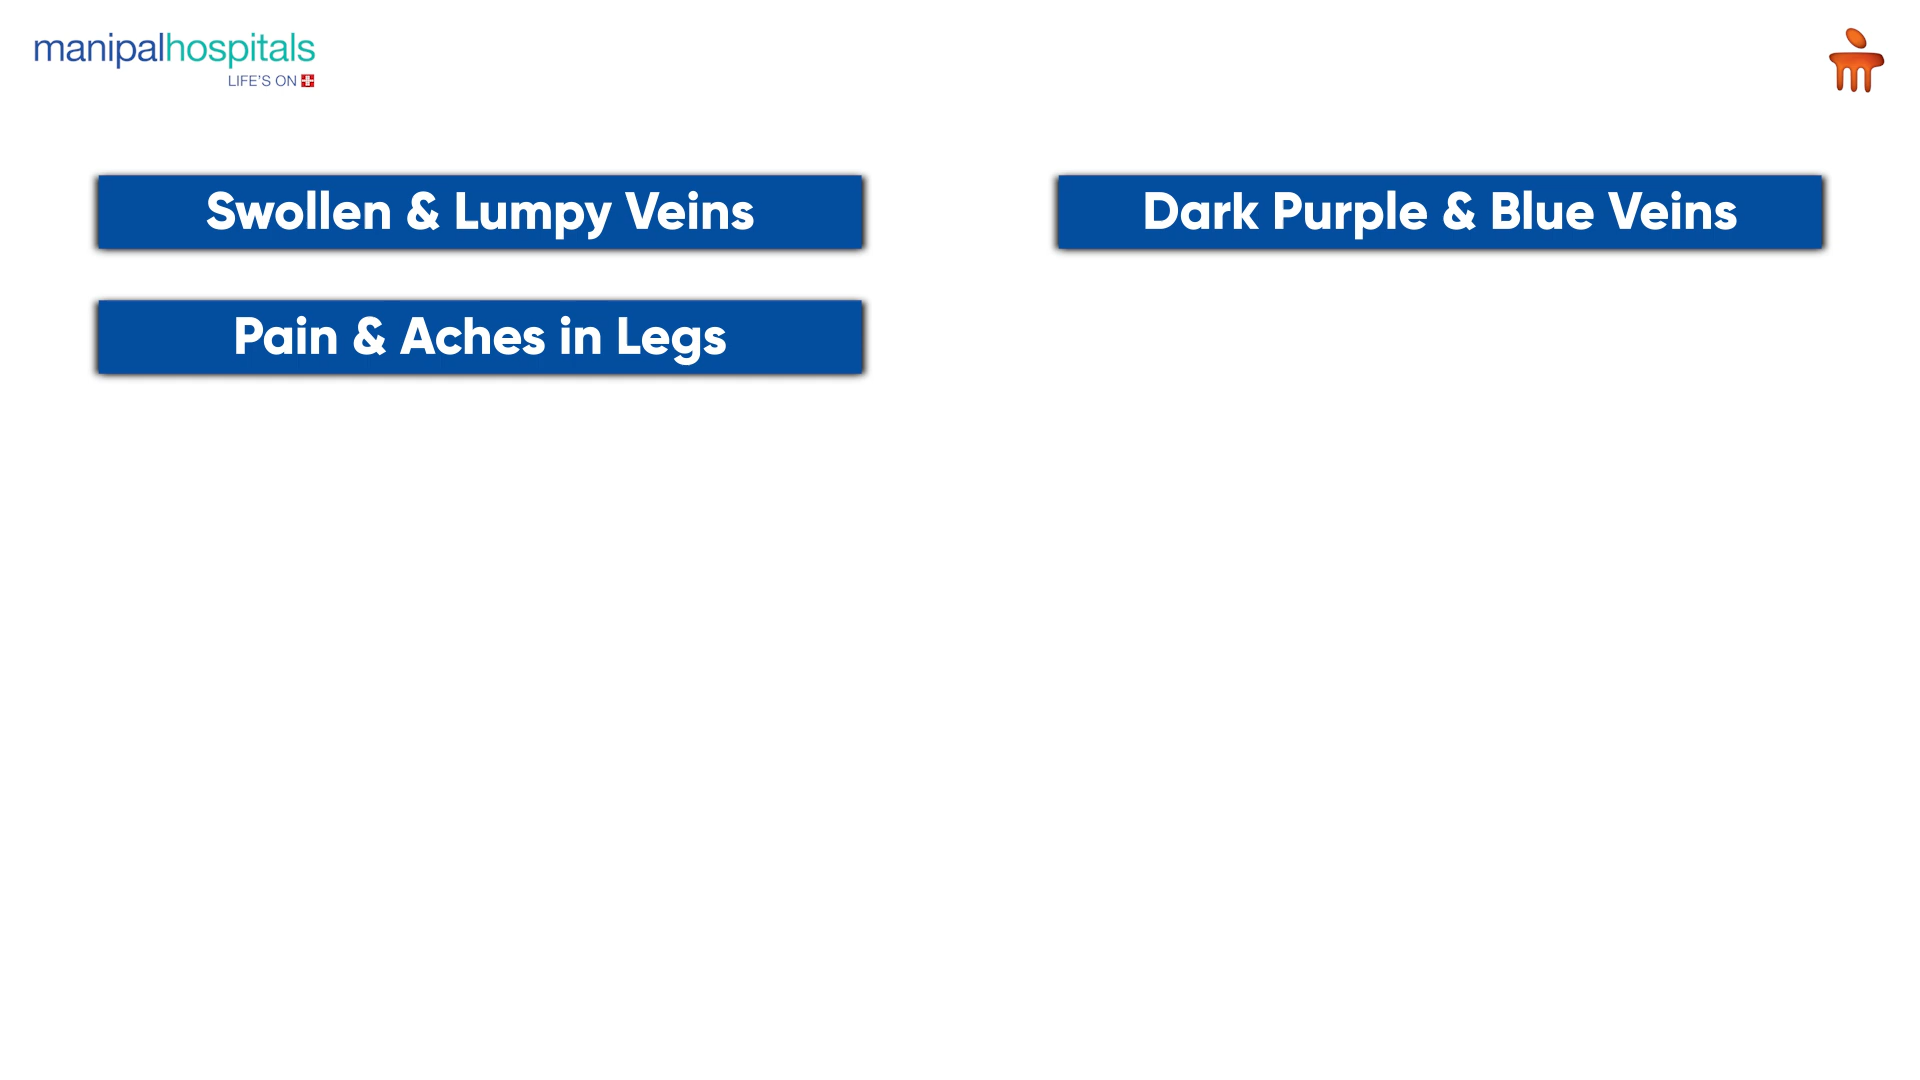 manipalhospitals
LIFE'S ON
Swollen & Lumpy Veins
Dark Purple & Blue Veins
Pain & Aches in Legs